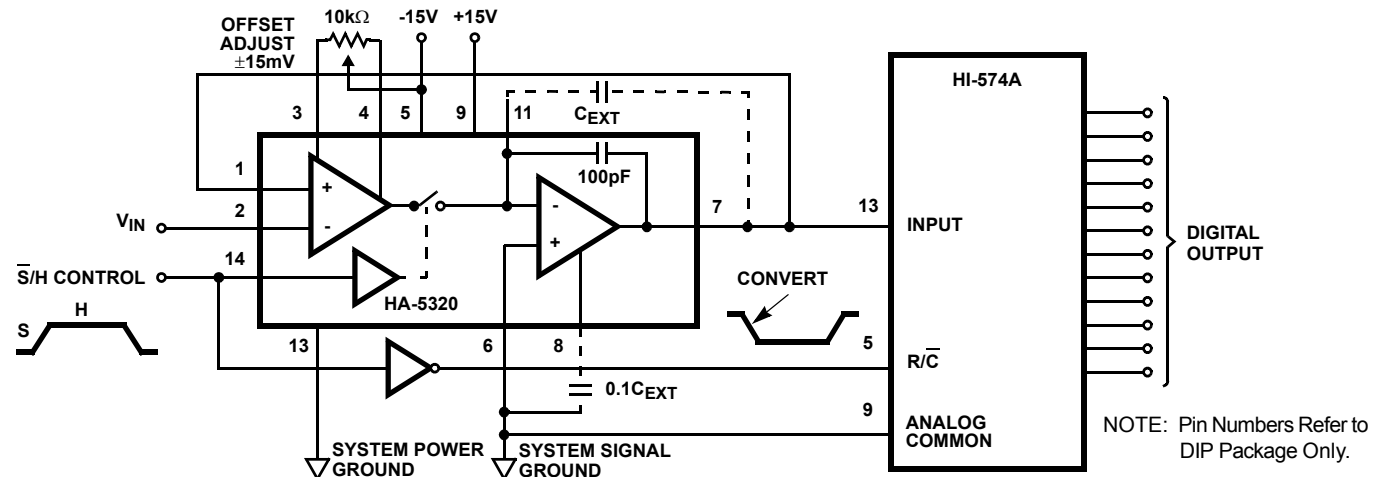 OFFSET
ADJUST
±15mV
10kΩ
-15V
+15V
3
4
5
9
11
C_EXT
100pF
1
2
V_IN
+
-
-
+
7
14
S̅/H CONTROL
HA-5320
S
H
13
6
8
0.1C_EXT
SYSTEM POWER
GROUND
SYSTEM SIGNAL
GROUND
CONVERT
HI-574A
13
INPUT
5
R/C̅
9
ANALOG
COMMON
DIGITAL
OUTPUT
NOTE: Pin Numbers Refer to
DIP Package Only.